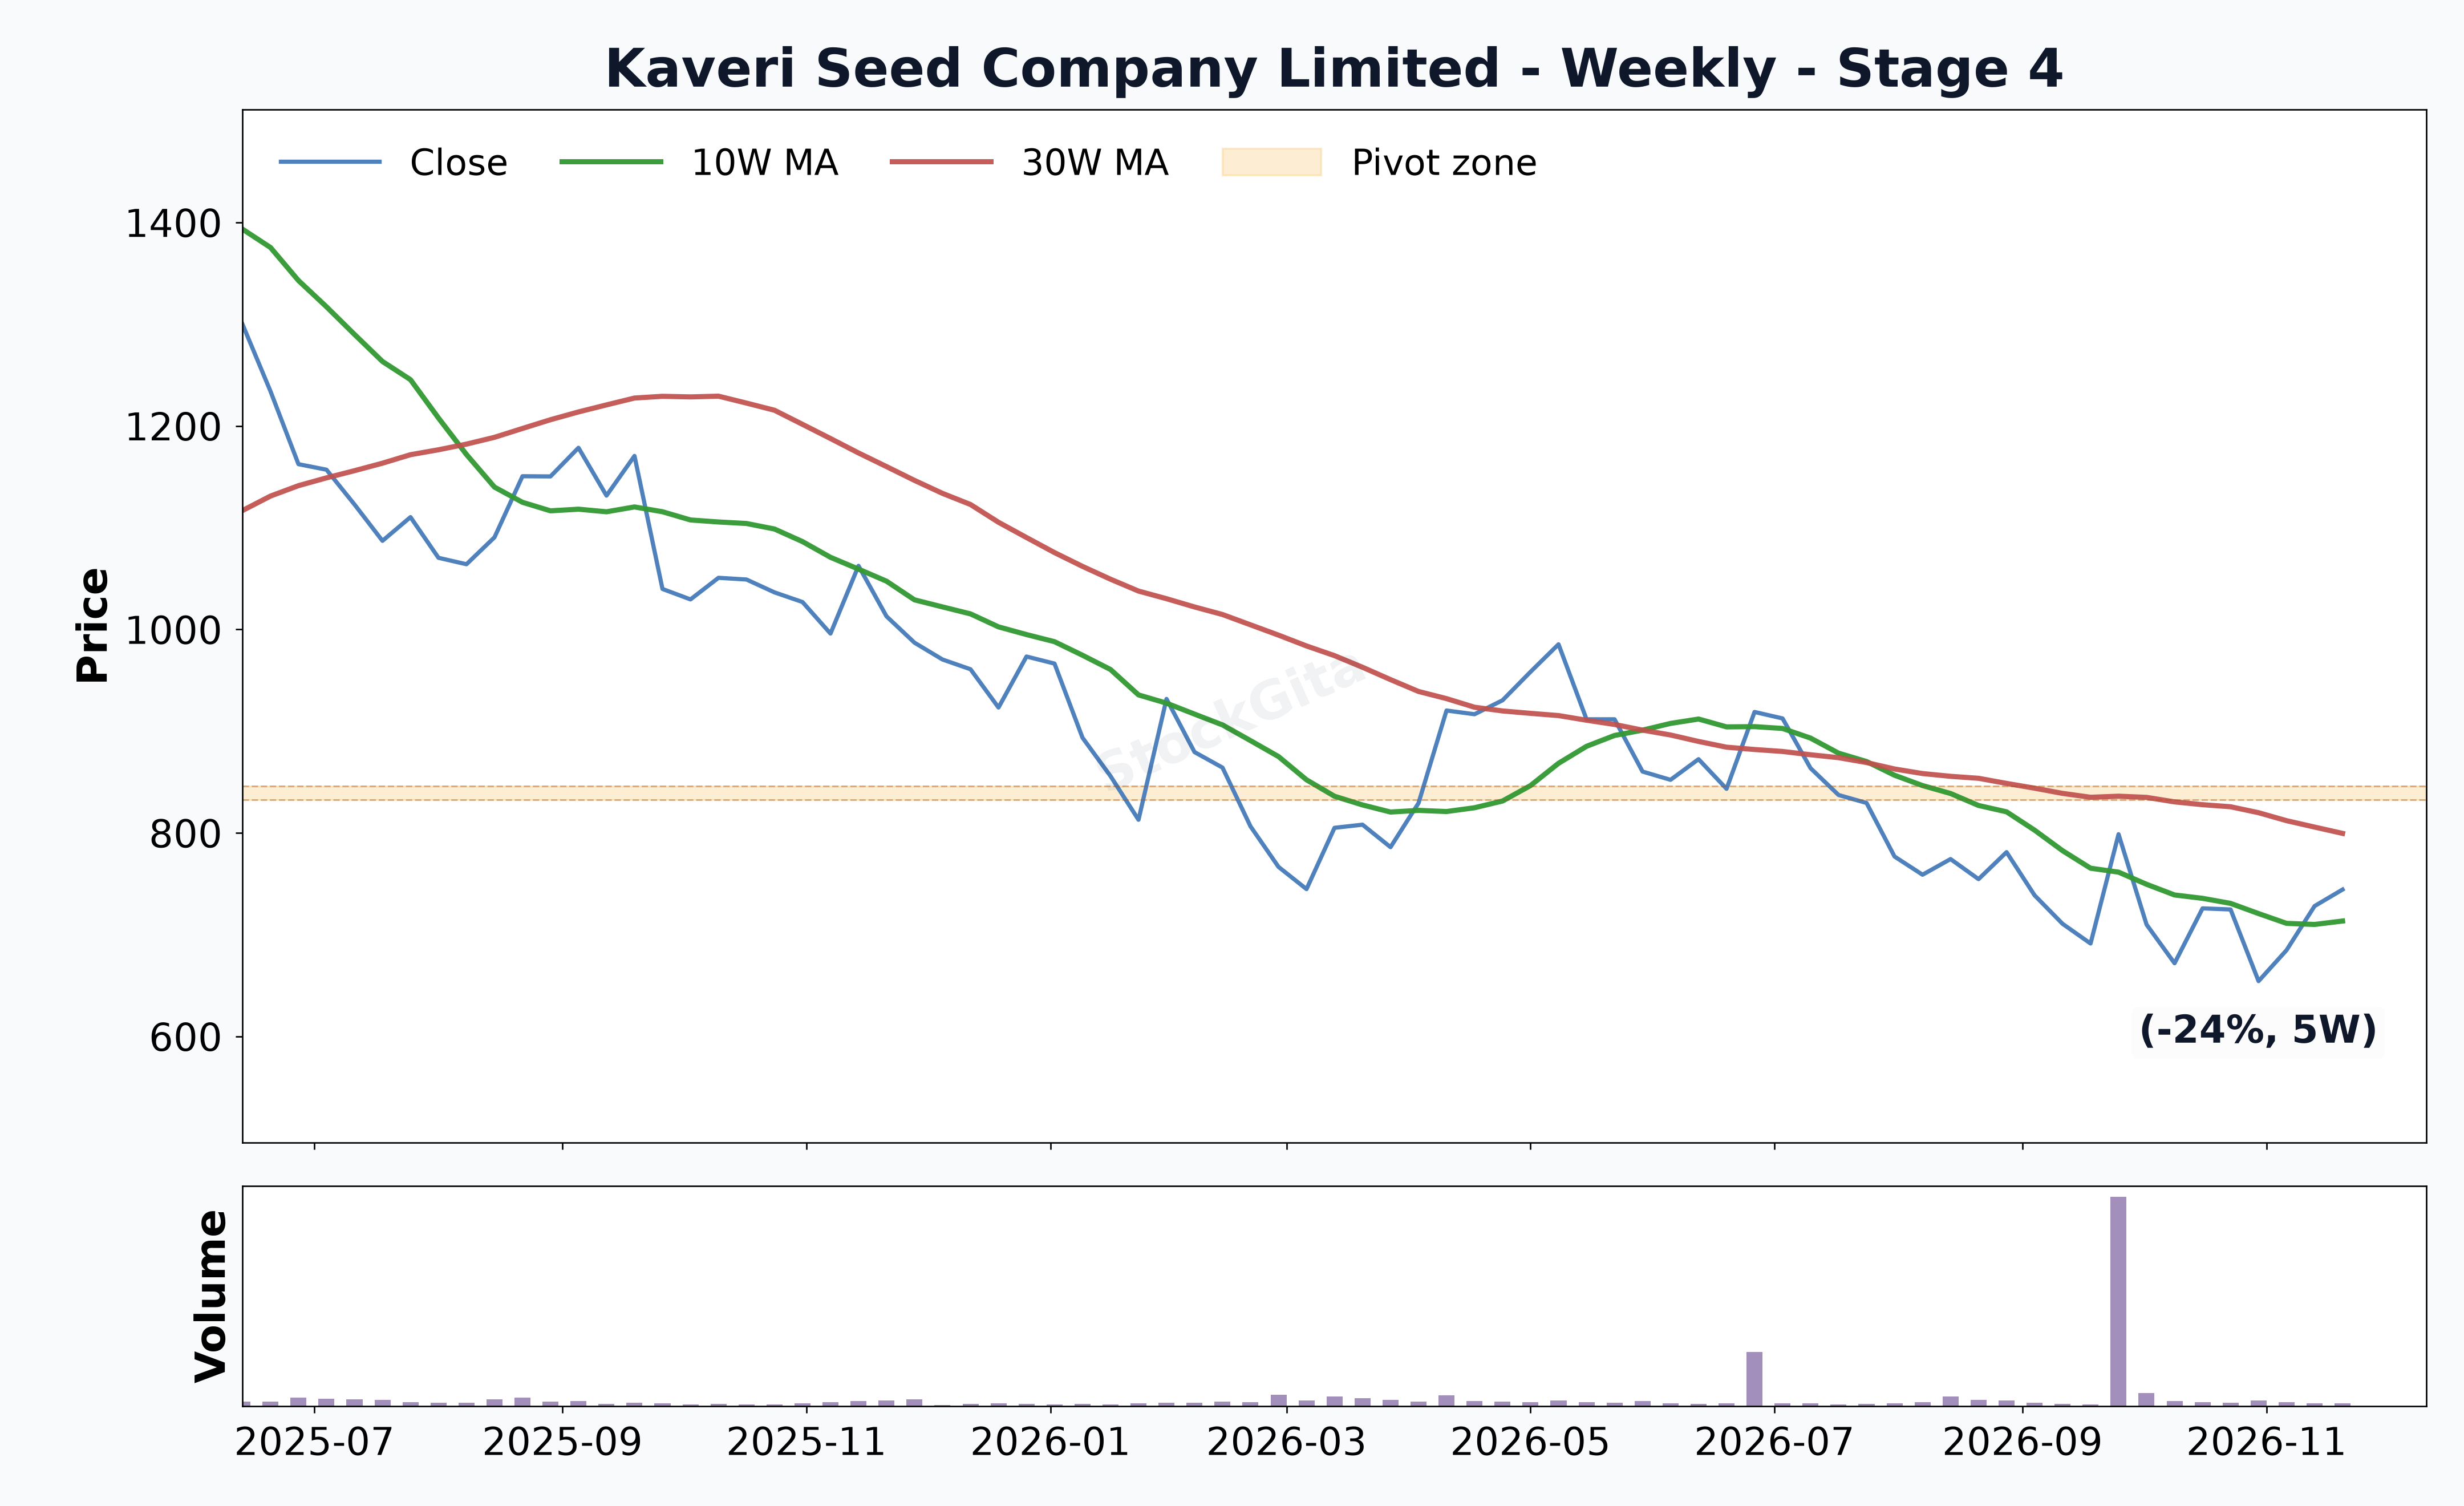 Kaveri Seed Company Limited - Weekly - Stage 4
Close 10W MA 30W MA Pivot zone
1400
1200
1000
800
600
Price
StockGita
(-24%, 5W)
Volume
2025-07 2025-09 2025-11 2026-01 2026-03 2026-05 2026-07 2026-09 2026-11